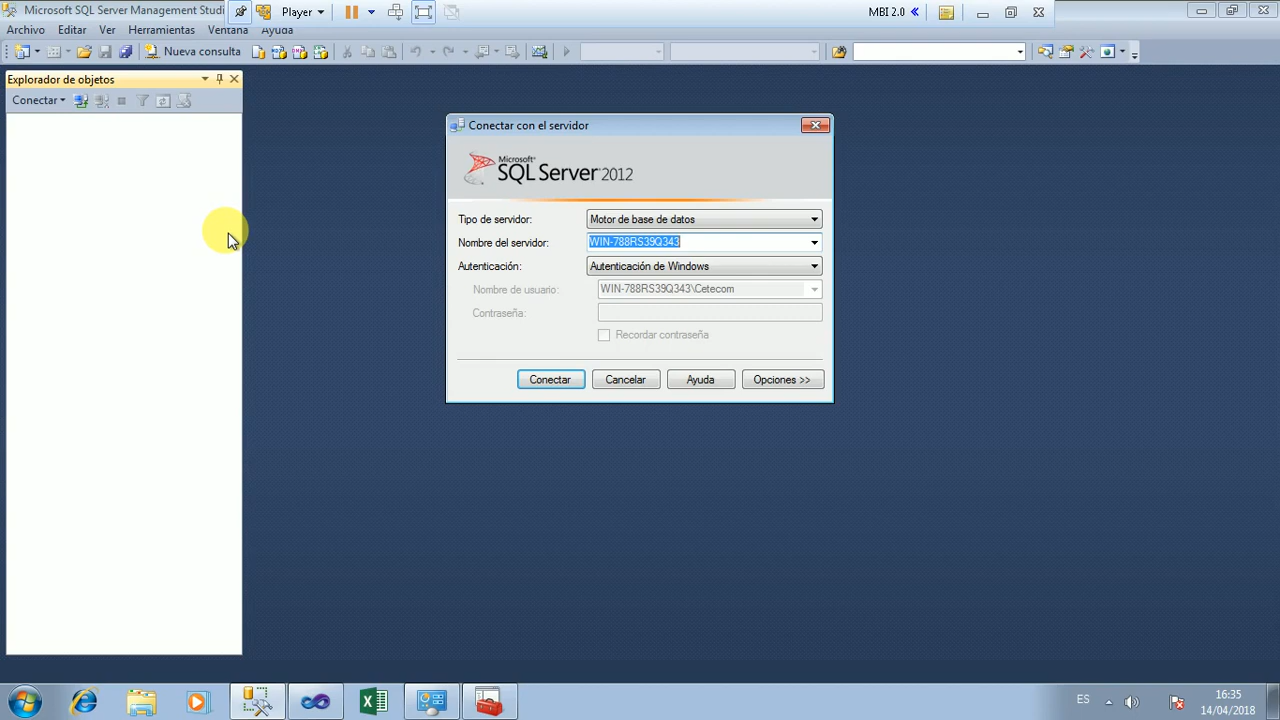 Microsoft SQL Server Management Studi
Player
MBI 2.0
Archivo Editar Ver Herramientas Ventana Ayuda
Nueva consulta
Explorador de objetos
Conectar
Conectar con el servidor
Microsoft®
SQL Server® 2012
Tipo de servidor: Motor de base de datos
Nombre del servidor: WIN-788RS39Q343
Autenticación: Autenticación de Windows
Nombre de usuario: WIN-788RS39Q343\Cetecom
Contraseña:
Recordar contraseña
Conectar Cancelar Ayuda Opciones >>
ES
16:35
14/04/2018